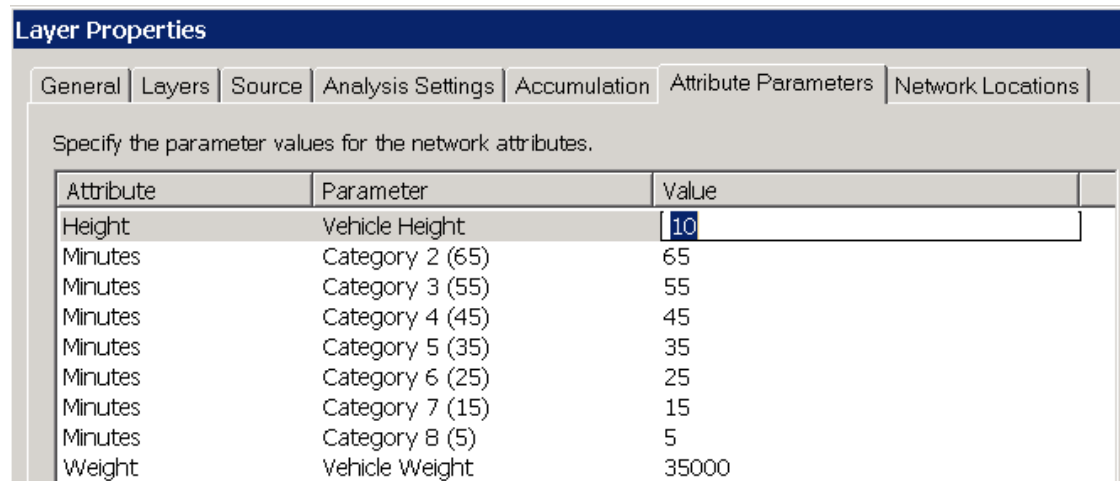 Layer Properties
General Layers Source Analysis Settings Accumulation Attribute Parameters Network Locations
Specify the parameter values for the network attributes.
Attribute Parameter Value
Height Vehicle Height 10
Minutes Category 2 (65) 65
Minutes Category 3 (55) 55
Minutes Category 4 (45) 45
Minutes Category 5 (35) 35
Minutes Category 6 (25) 25
Minutes Category 7 (15) 15
Minutes Category 8 (5) 5
Weight Vehicle Weight 35000